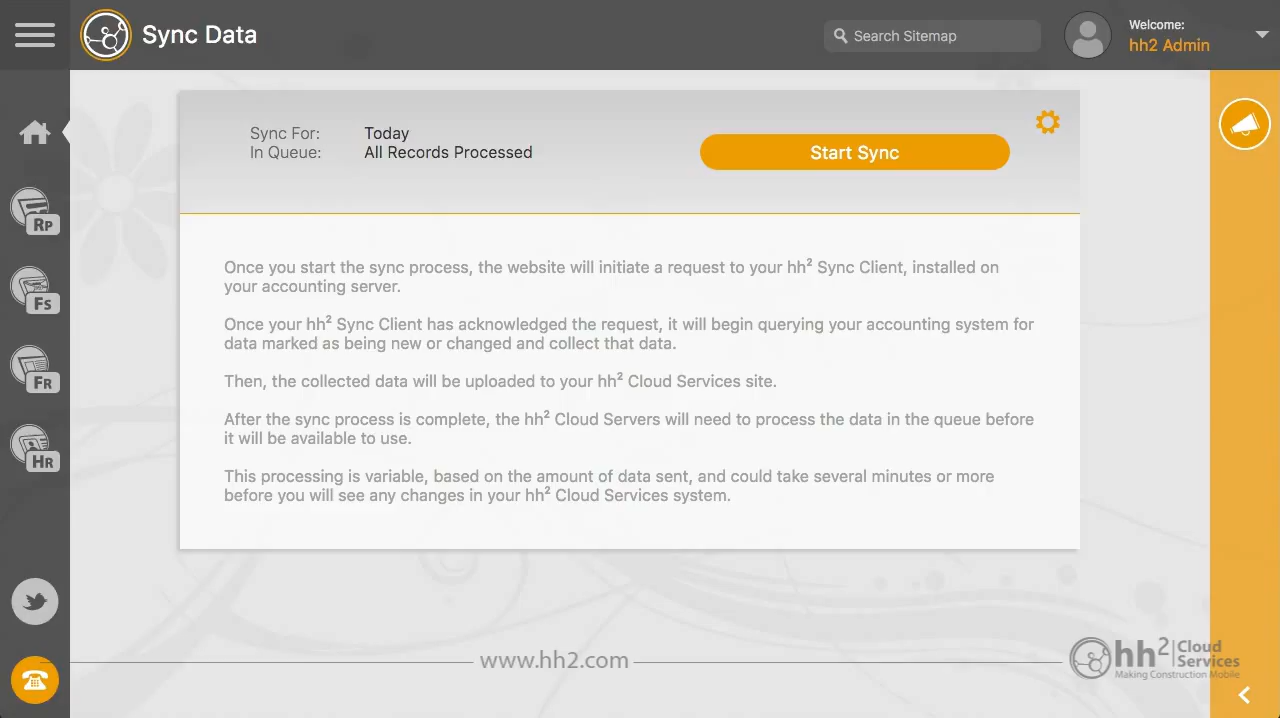 Sync Data
Search Sitemap
Welcome:
hh2 Admin
Sync For: Today
In Queue: All Records Processed
Start Sync
Rp
Fs
FR
HR
Once you start the sync process, the website will initiate a request to your hh² Sync Client, installed on
your accounting server.
Once your hh² Sync Client has acknowledged the request, it will begin querying your accounting system for
data marked as being new or changed and collect that data.
Then, the collected data will be uploaded to your hh² Cloud Services site.
After the sync process is complete, the hh² Cloud Servers will need to process the data in the queue before
it will be available to use.
This processing is variable, based on the amount of data sent, and could take several minutes or more
before you will see any changes in your hh² Cloud Services system.
www.hh2.com
hh² Cloud Services
Making Construction Mobile